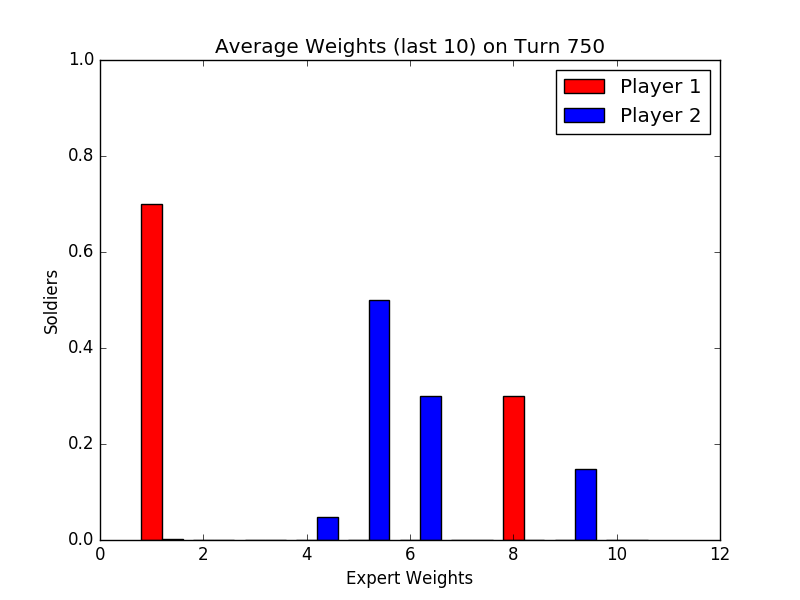 Average Weights (last 10) on Turn 750
1.0
0.8
0.6
0.4
0.2
0.0
Soldiers
Player 1
Player 2
0 2 4 6 8 10 12
Expert Weights